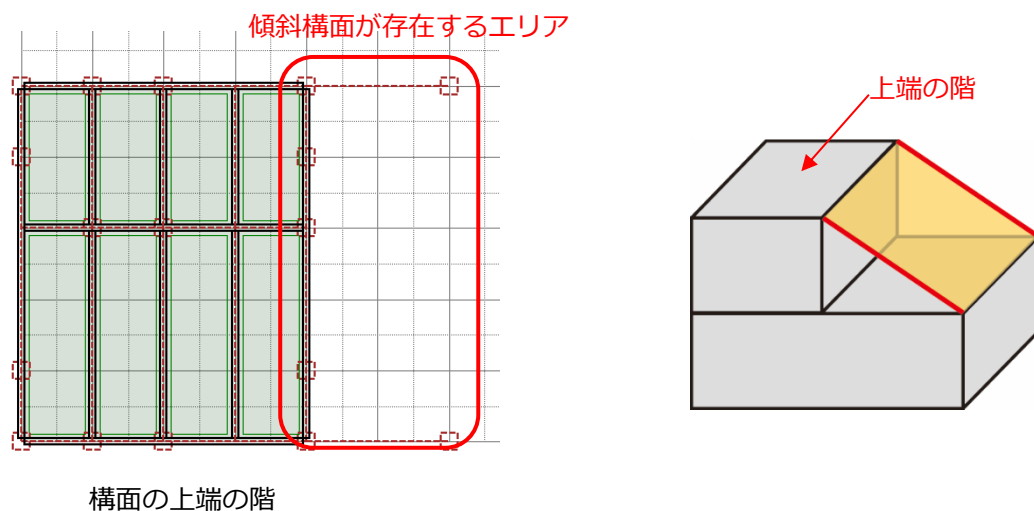 傾斜構面が存在するエリア
上端の階
構面の上端の階